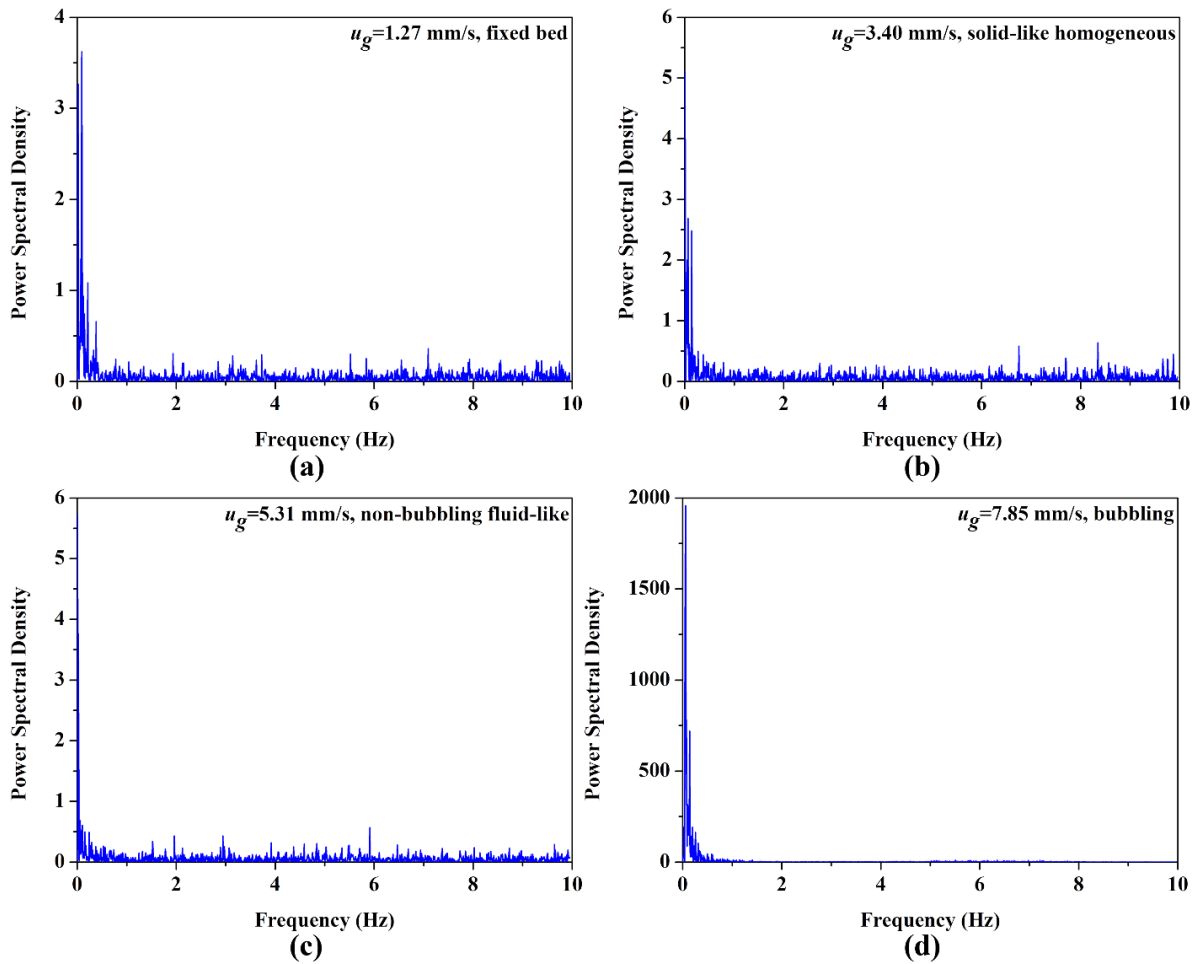 u_g=1.27 mm/s, fixed bed
4
3
2
1
0
Power Spectral Density
0 2 4 6 8 10
Frequency (Hz)
(a)
u_g=3.40 mm/s, solid-like homogeneous
6
5
4
3
2
1
0
Power Spectral Density
0 2 4 6 8 10
Frequency (Hz)
(b)
u_g=5.31 mm/s, non-bubbling fluid-like
6
5
4
3
2
1
0
Power Spectral Density
0 2 4 6 8 10
Frequency (Hz)
(c)
u_g=7.85 mm/s, bubbling
2000
1500
1000
500
0
Power Spectral Density
0 2 4 6 8 10
Frequency (Hz)
(d)